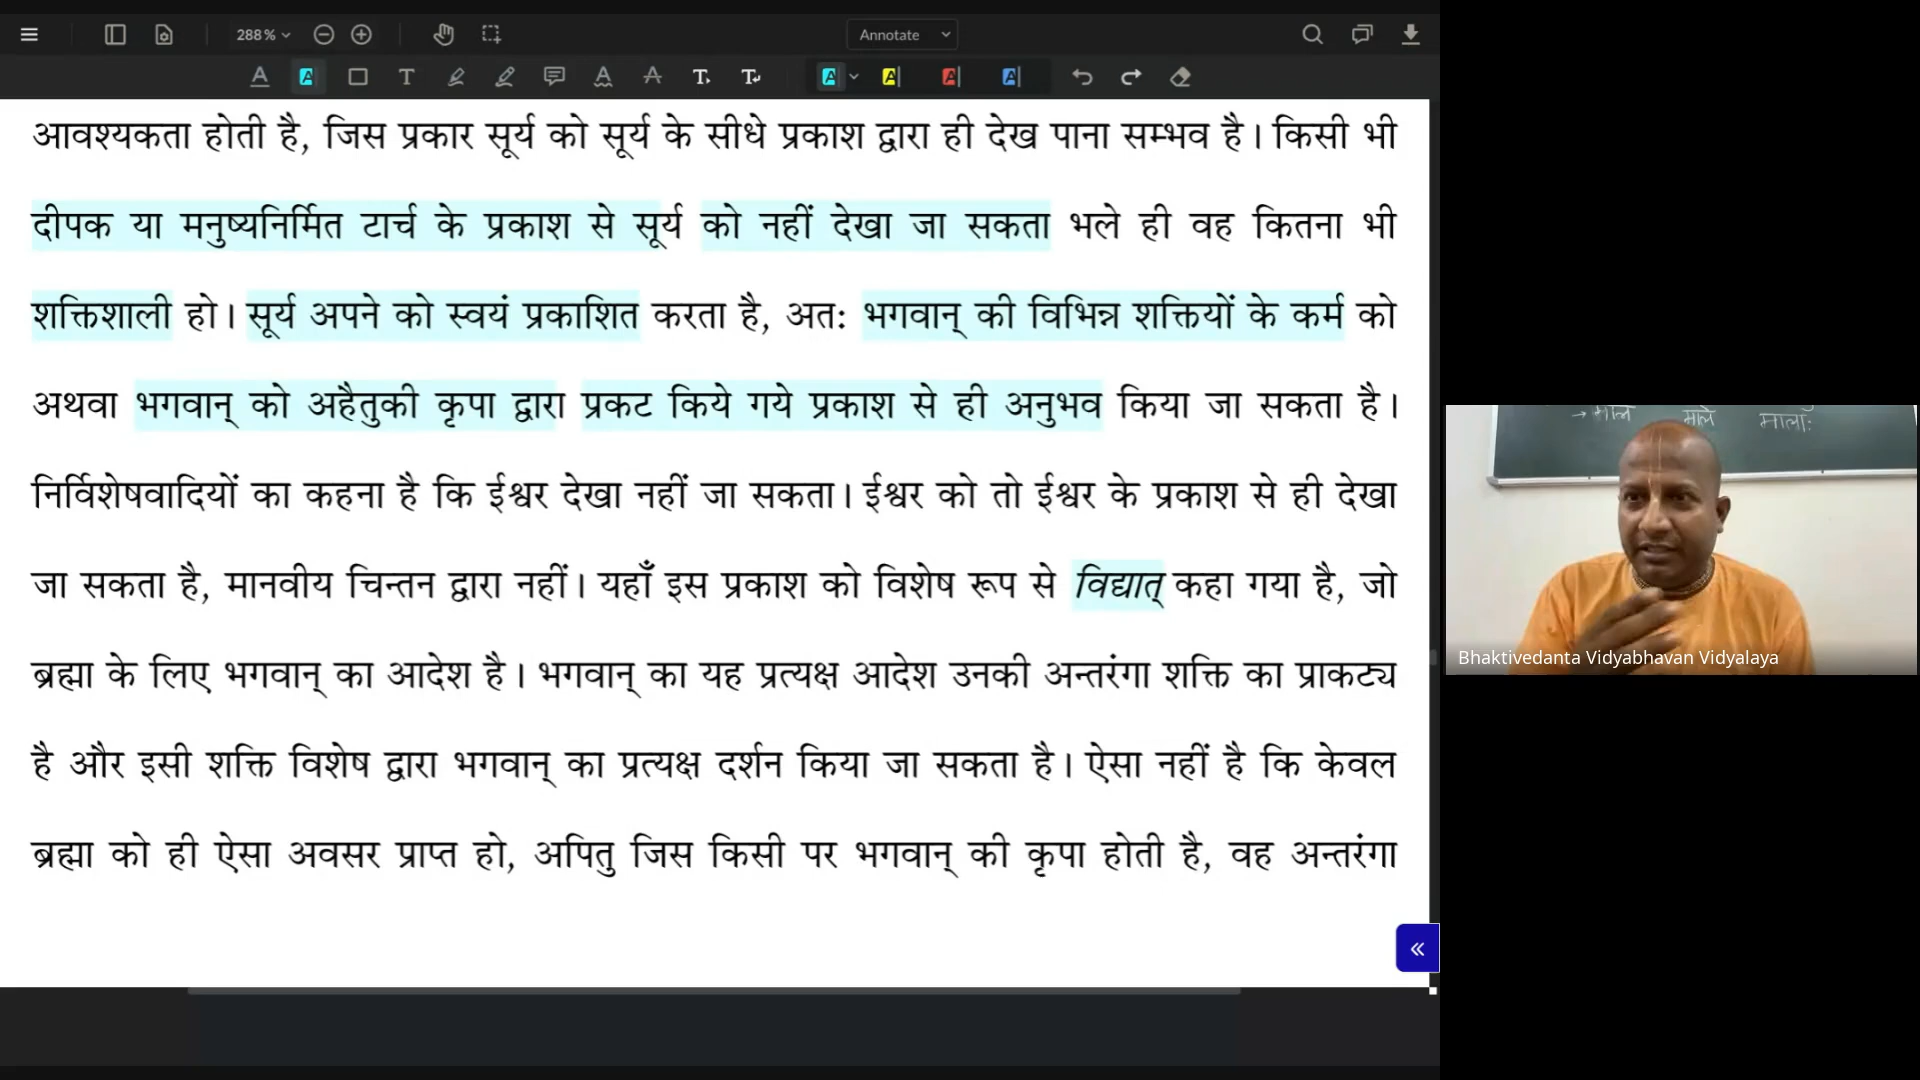 288%
Annotate
आवश्यकता होती है, जिस प्रकार सूर्य को सूर्य के सीधे प्रकाश द्वारा ही देख पाना सम्भव है। किसी भी
दीपक या मनुष्यनिर्मित टार्च के प्रकाश से सूर्य को नहीं देखा जा सकता भले ही वह कितना भी
शक्तिशाली हो। सूर्य अपने को स्वयं प्रकाशित करता है, अतः भगवान् की विभिन्न शक्तियों के कर्म को
अथवा भगवान् को अहैतुकी कृपा द्वारा प्रकट किये गये प्रकाश से ही अनुभव किया जा सकता है।
निर्विशेषवादियों का कहना है कि ईश्वर देखा नहीं जा सकता। ईश्वर को तो ईश्वर के प्रकाश से ही देखा
जा सकता है, मानवीय चिन्तन द्वारा नहीं। यहाँ इस प्रकाश को विशेष रूप से विद्यात् कहा गया है, जो
ब्रह्मा के लिए भगवान् का आदेश है। भगवान् का यह प्रत्यक्ष आदेश उनकी अन्तरंगा शक्ति का प्राकट्य
है और इसी शक्ति विशेष द्वारा भगवान् का प्रत्यक्ष दर्शन किया जा सकता है। ऐसा नहीं है कि केवल
ब्रह्मा को ही ऐसा अवसर प्राप्त हो, अपितु जिस किसी पर भगवान् की कृपा होती है, वह अन्तरंगा
माले मालाः
Bhaktivedanta Vidyabhavan Vidyalaya